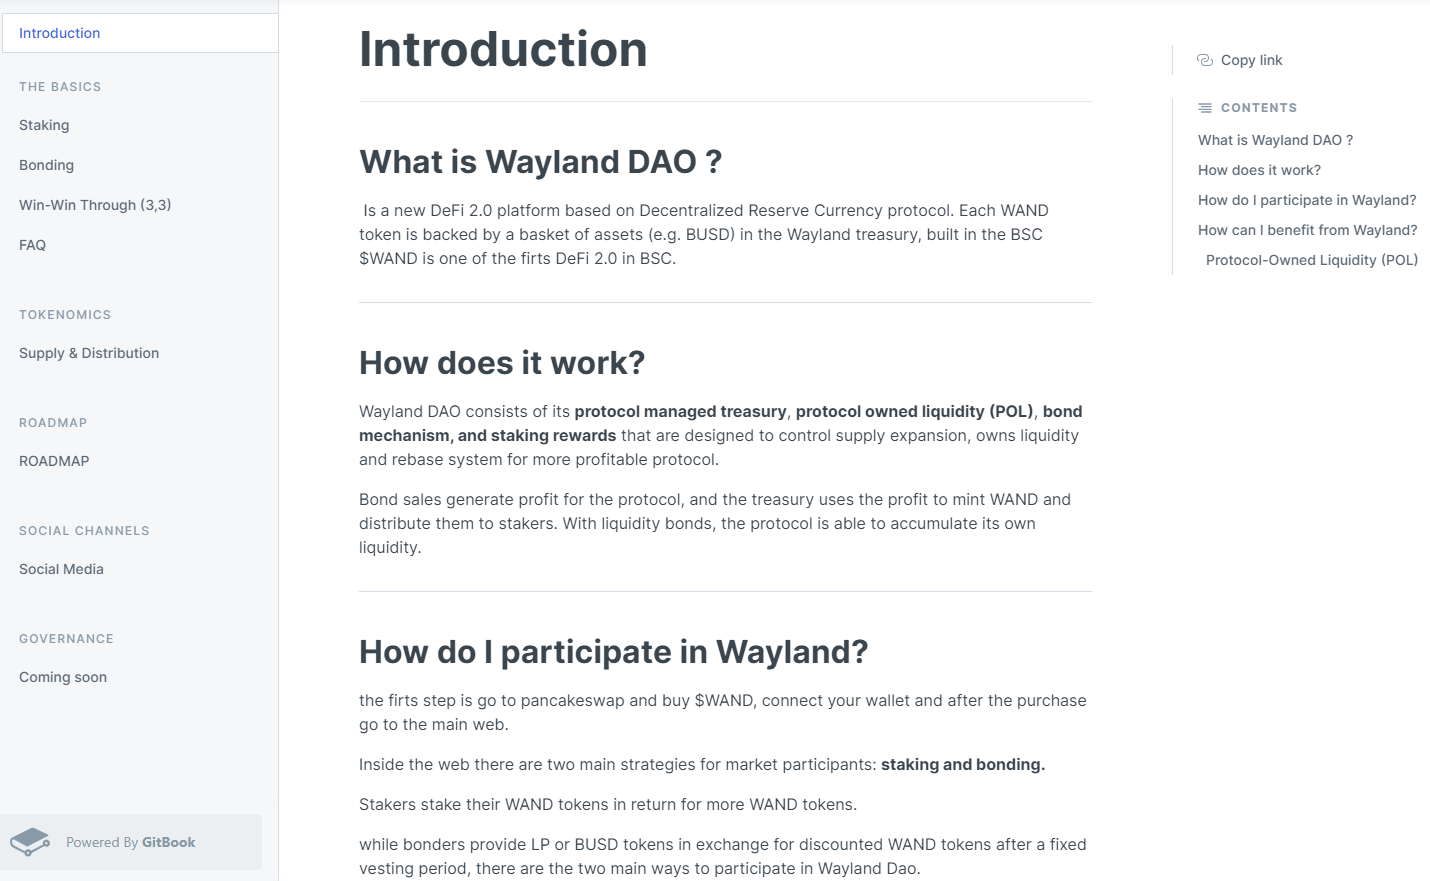 Introduction
THE BASICS
Staking
Bonding
Win-Win Through (3,3)
FAQ
TOKENOMICS
Supply & Distribution
ROADMAP
ROADMAP
SOCIAL CHANNELS
Social Media
GOVERNANCE
Coming soon
Powered By GitBook
Introduction
What is Wayland DAO ?
Is a new DeFi 2.0 platform based on Decentralized Reserve Currency protocol. Each WAND
token is backed by a basket of assets (e.g. BUSD) in the Wayland treasury, built in the BSC
$WAND is one of the firts DeFi 2.0 in BSC.
How does it work?
Wayland DAO consists of its protocol managed treasury, protocol owned liquidity (POL), bond
mechanism, and staking rewards that are designed to control supply expansion, owns liquidity
and rebase system for more profitable protocol.
Bond sales generate profit for the protocol, and the treasury uses the profit to mint WAND and
distribute them to stakers. With liquidity bonds, the protocol is able to accumulate its own
liquidity.
How do I participate in Wayland?
the firts step is go to pancakeswap and buy $WAND, connect your wallet and after the purchase
go to the main web.
Inside the web there are two main strategies for market participants: staking and bonding.
Stakers stake their WAND tokens in return for more WAND tokens.
while bonders provide LP or BUSD tokens in exchange for discounted WAND tokens after a fixed
vesting period, there are the two main ways to participate in Wayland Dao.
Copy link
CONTENTS
What is Wayland DAO ?
How does it work?
How do I participate in Wayland?
How can I benefit from Wayland?
Protocol-Owned Liquidity (POL)